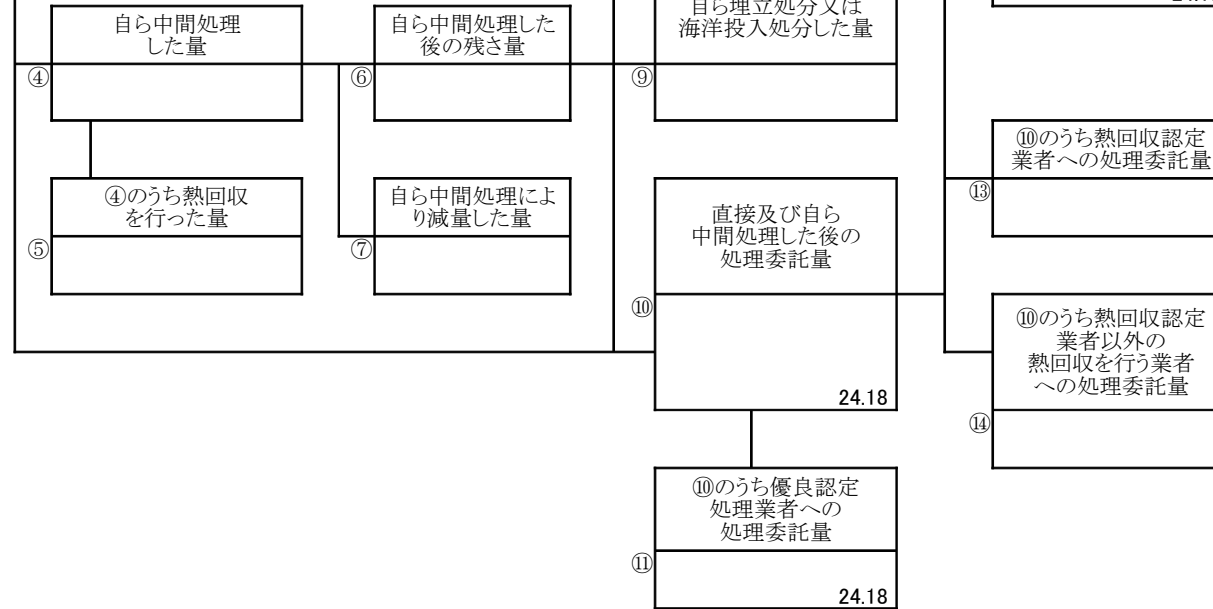 自ら中間処理
した量
④
自ら中間処理した
後の残さ量
⑥
自ら埋立処分又は
海洋投入処分した量
⑨
⑩のうち熱回収認定
業者への処理委託量
⑬
④のうち熱回収
を行った量
⑤
自ら中間処理によ
り減量した量
⑦
直接及び自ら
中間処理した後の
処理委託量
⑩
24.18
⑩のうち熱回収認定
業者以外の
熱回収を行う業者
への処理委託量
⑭
⑩のうち優良認定
処理業者への
処理委託量
⑪
24.18